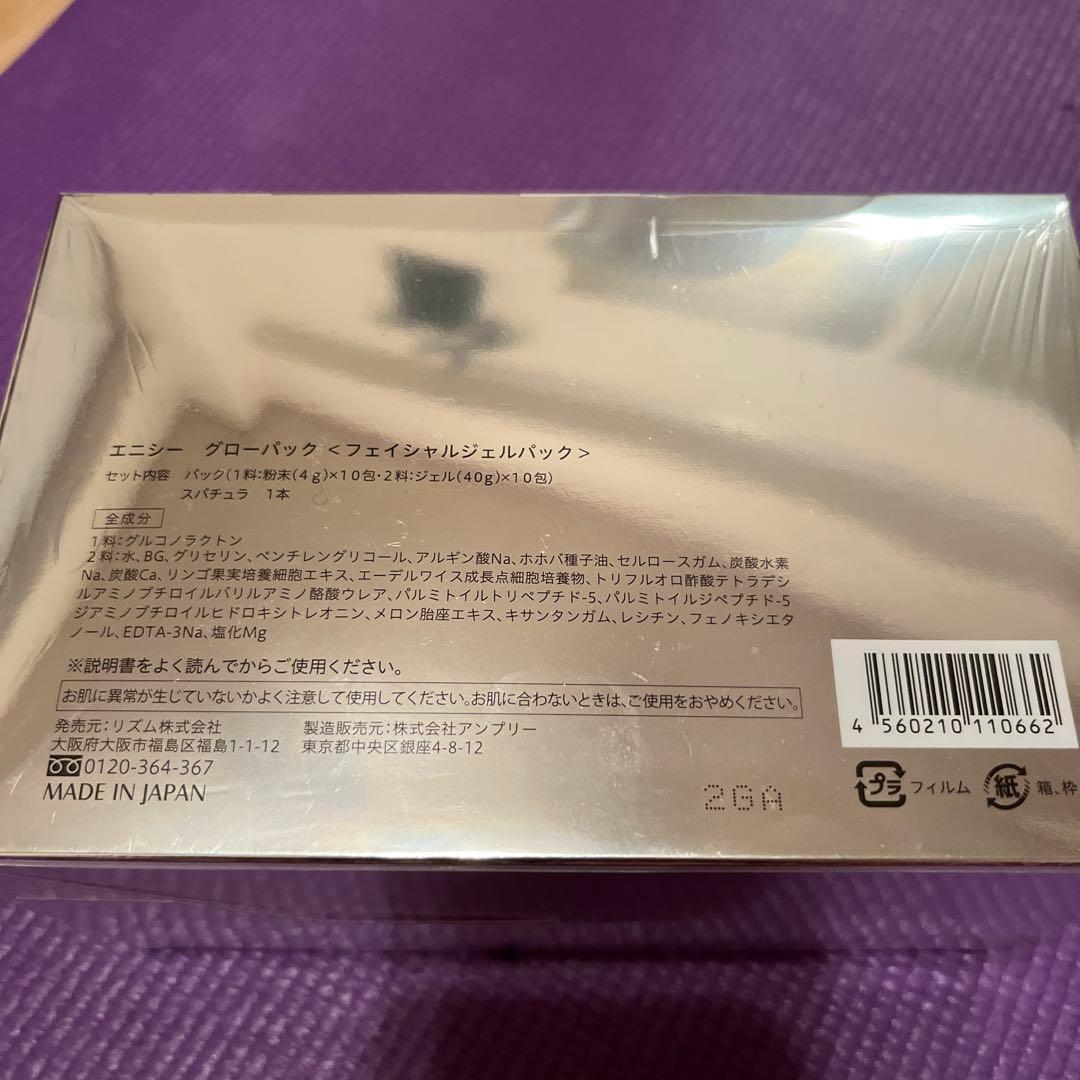 エニシー グローパック <フェイシャルジェルパック>
セット内容 パック(1料:粉末(4g)×10包・2料:ジェル(40g)×10包)
スパチュラ 1本
全成分
1料:グルコノラクトン
2料:水、BG、グリセリン、ペンチレングリコール、アルギン酸Na、ホホバ種子油、セルロースガム、炭酸水素
Na、炭酸Ca、リンゴ果実培養細胞エキス、エーデルワイス成長点細胞培養物、トリフルオロ酢酸テトラデシ
ルアミノブチロイルバリルアミノ酪酸ウレア、パルミトイルトリペプチド-5、パルミトイルジペプチド-5
ジアミノブチロイルヒドロキシトレオニン、メロン胎座エキス、キサンタンガム、レシチン、フェノキシエタ
ノール、EDTA-3Na、塩化Mg
※説明書をよく読んでからご使用ください。
お肌に異常が生じていないかよく注意して使用してください。お肌に合わないときは、ご使用をおやめください。
発売元:リズム株式会社 製造販売元:株式会社アンプリー
大阪府大阪市福島区福島1-1-12 東京都中央区銀座4-8-12
0120-364-367
MADE IN JAPAN
2GA
4 560210 110662
プラ フィルム 紙 箱、枠